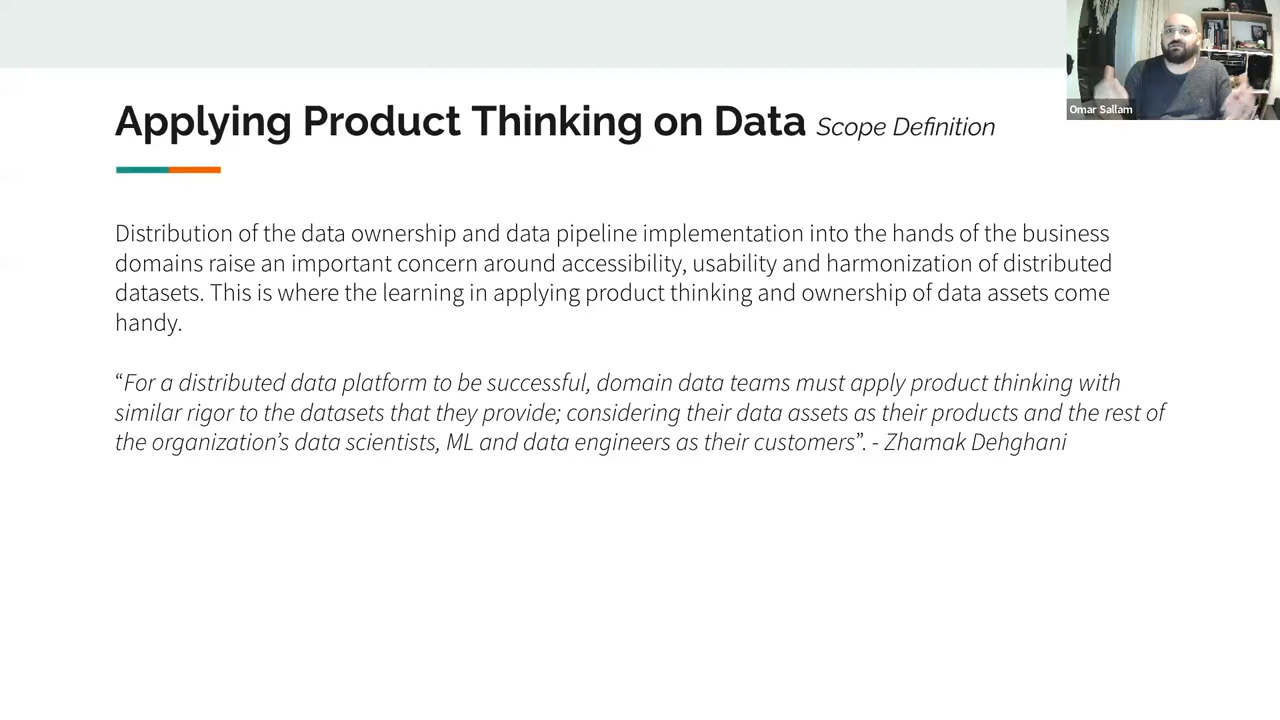 Omar Sallam
Applying Product Thinking on Data Scope Definition
Distribution of the data ownership and data pipeline implementation into the hands of the business
domains raise an important concern around accessibility, usability and harmonization of distributed
datasets. This is where the learning in applying product thinking and ownership of data assets come
handy.
“For a distributed data platform to be successful, domain data teams must apply product thinking with
similar rigor to the datasets that they provide; considering their data assets as their products and the rest of
the organization’s data scientists, ML and data engineers as their customers”. - Zhamak Dehghani